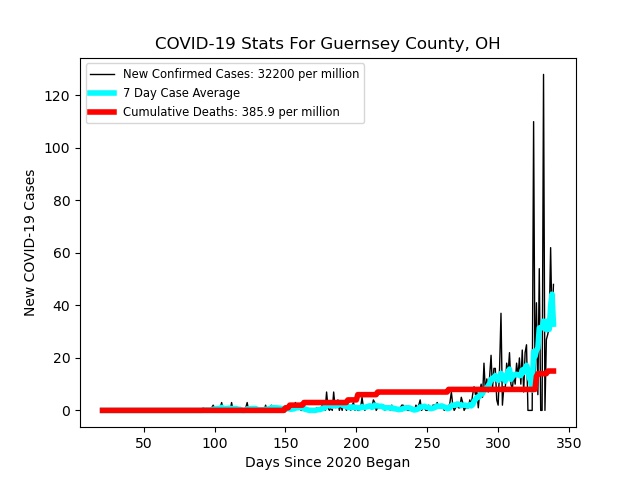 COVID-19 Stats For Guernsey County, OH
New Confirmed Cases: 32200 per million
7 Day Case Average
Cumulative Deaths: 385.9 per million
New COVID-19 Cases
120
100
80
60
40
20
0
50 100 150 200 250 300 350
Days Since 2020 Began